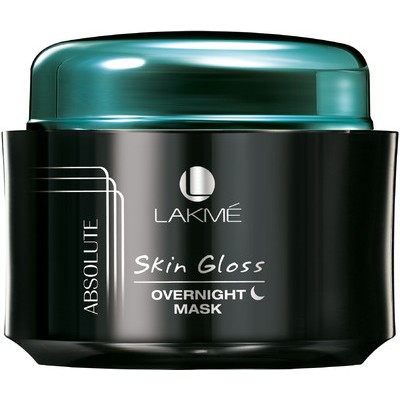 ABSOLUTE
LAKMÉ
Skin Gloss
OVERNIGHT
MASK